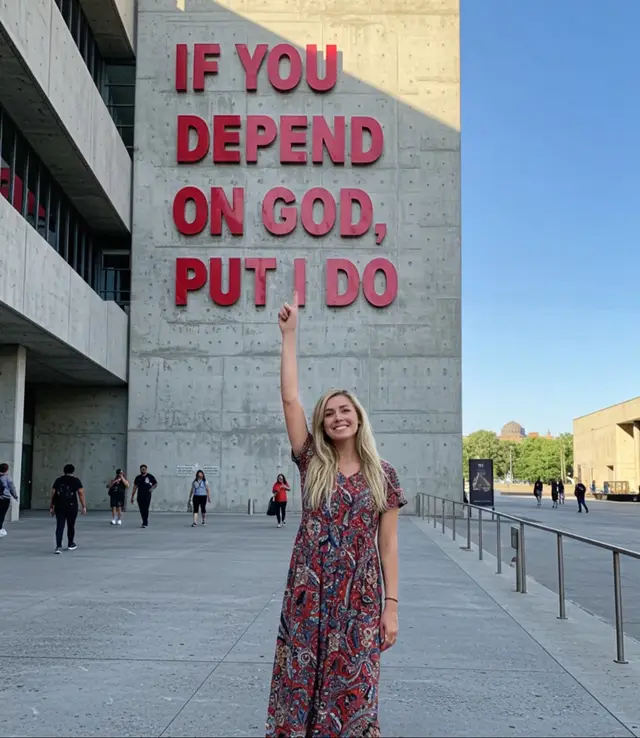 IF YOU
DEPEND
ON GOD,
PUT I DO